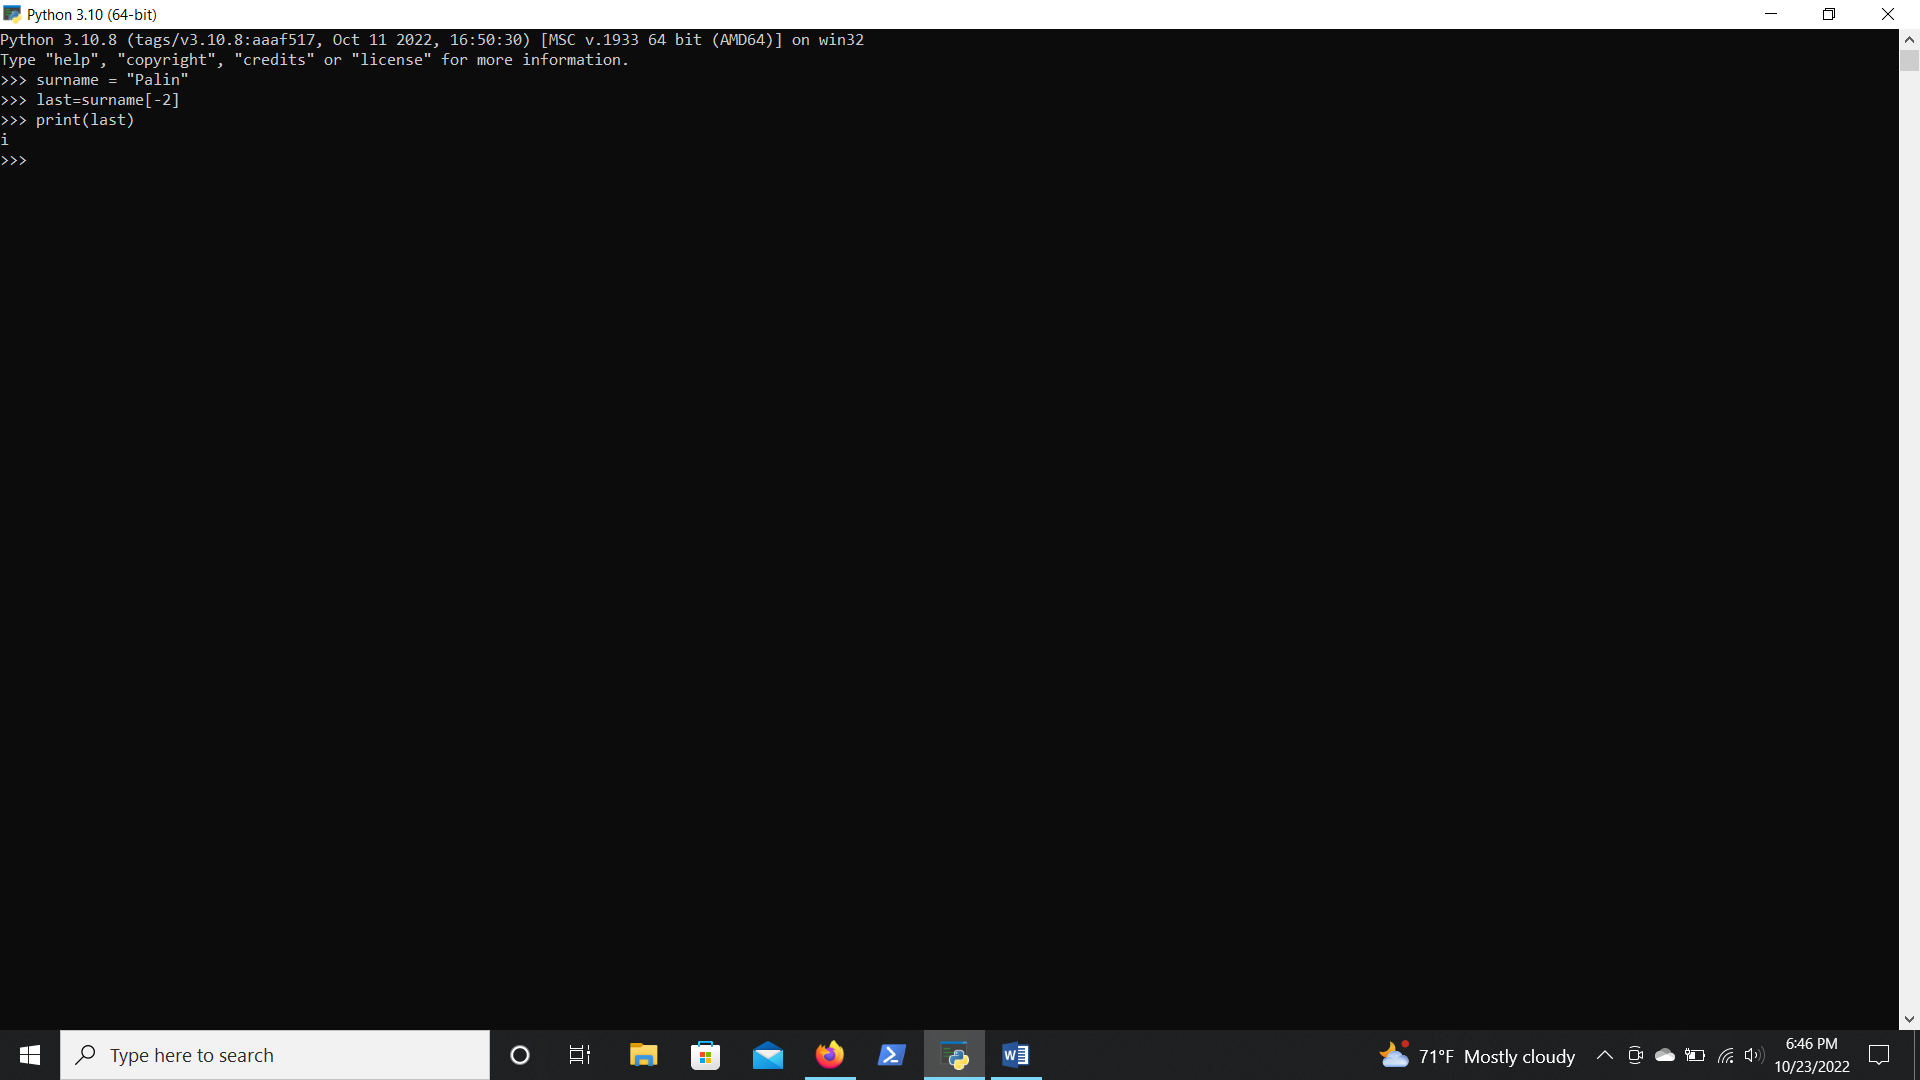 Python 3.10 (64-bit)
Python 3.10.8 (tags/v3.10.8:aaaf517, Oct 11 2022, 16:50:30) [MSC v.1933 64 bit (AMD64)] on win32
Type "help", "copyright", "credits" or "license" for more information.
>>> surname = "Palin"
>>> last=surname[-2]
>>> print(last)
i
>>>
Type here to search
71°F Mostly cloudy
6:46 PM
10/23/2022